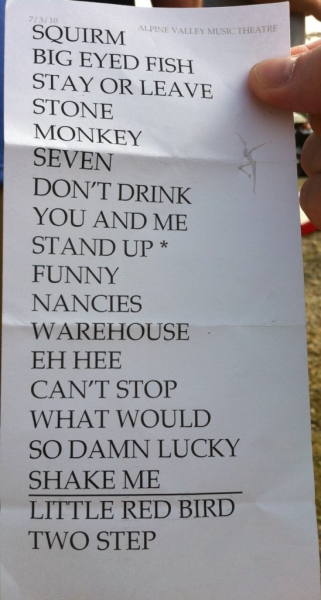 7/3/10 ALPINE VALLEY MUSIC THEATRE
SQUIRM
BIG EYED FISH
STAY OR LEAVE
STONE
MONKEY
SEVEN
DON'T DRINK
YOU AND ME
STAND UP *
FUNNY
NANCIES
WAREHOUSE
EH HEE
CAN'T STOP
WHAT WOULD
SO DAMN LUCKY
SHAKE ME
LITTLE RED BIRD
TWO STEP